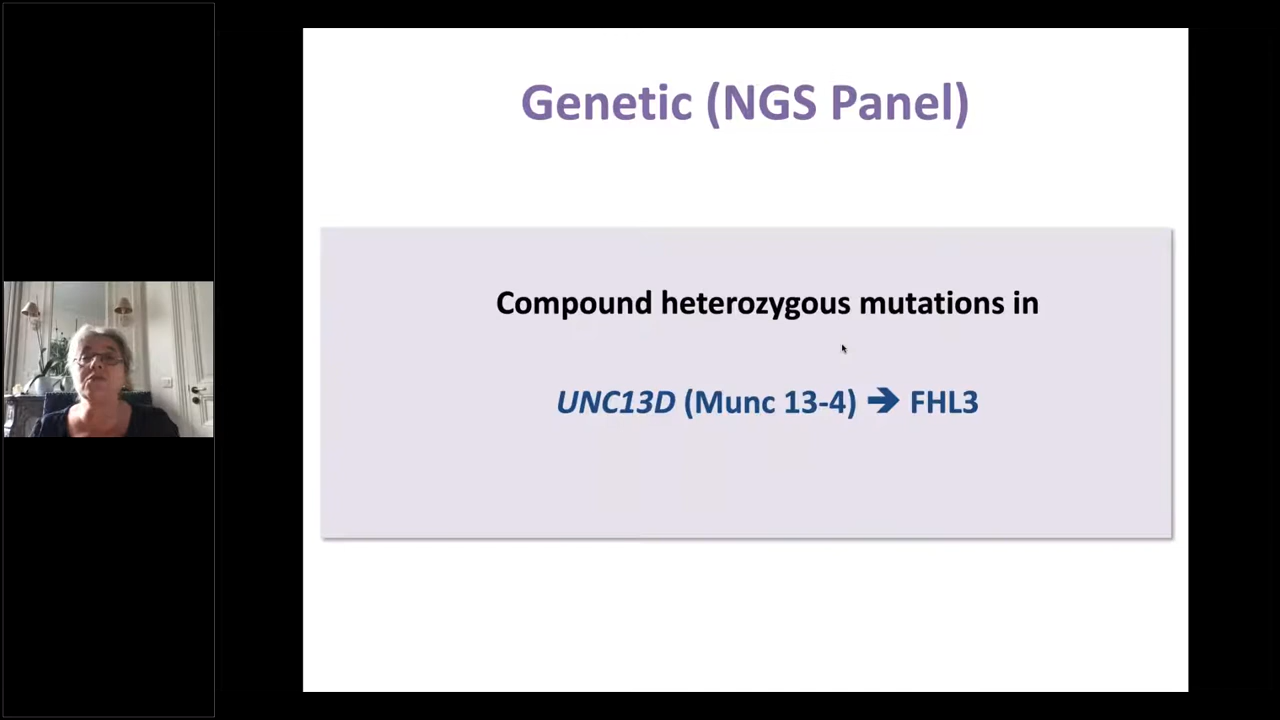 Genetic (NGS Panel)
Compound heterozygous mutations in
UNC13D (Munc 13-4) ➔ FHL3